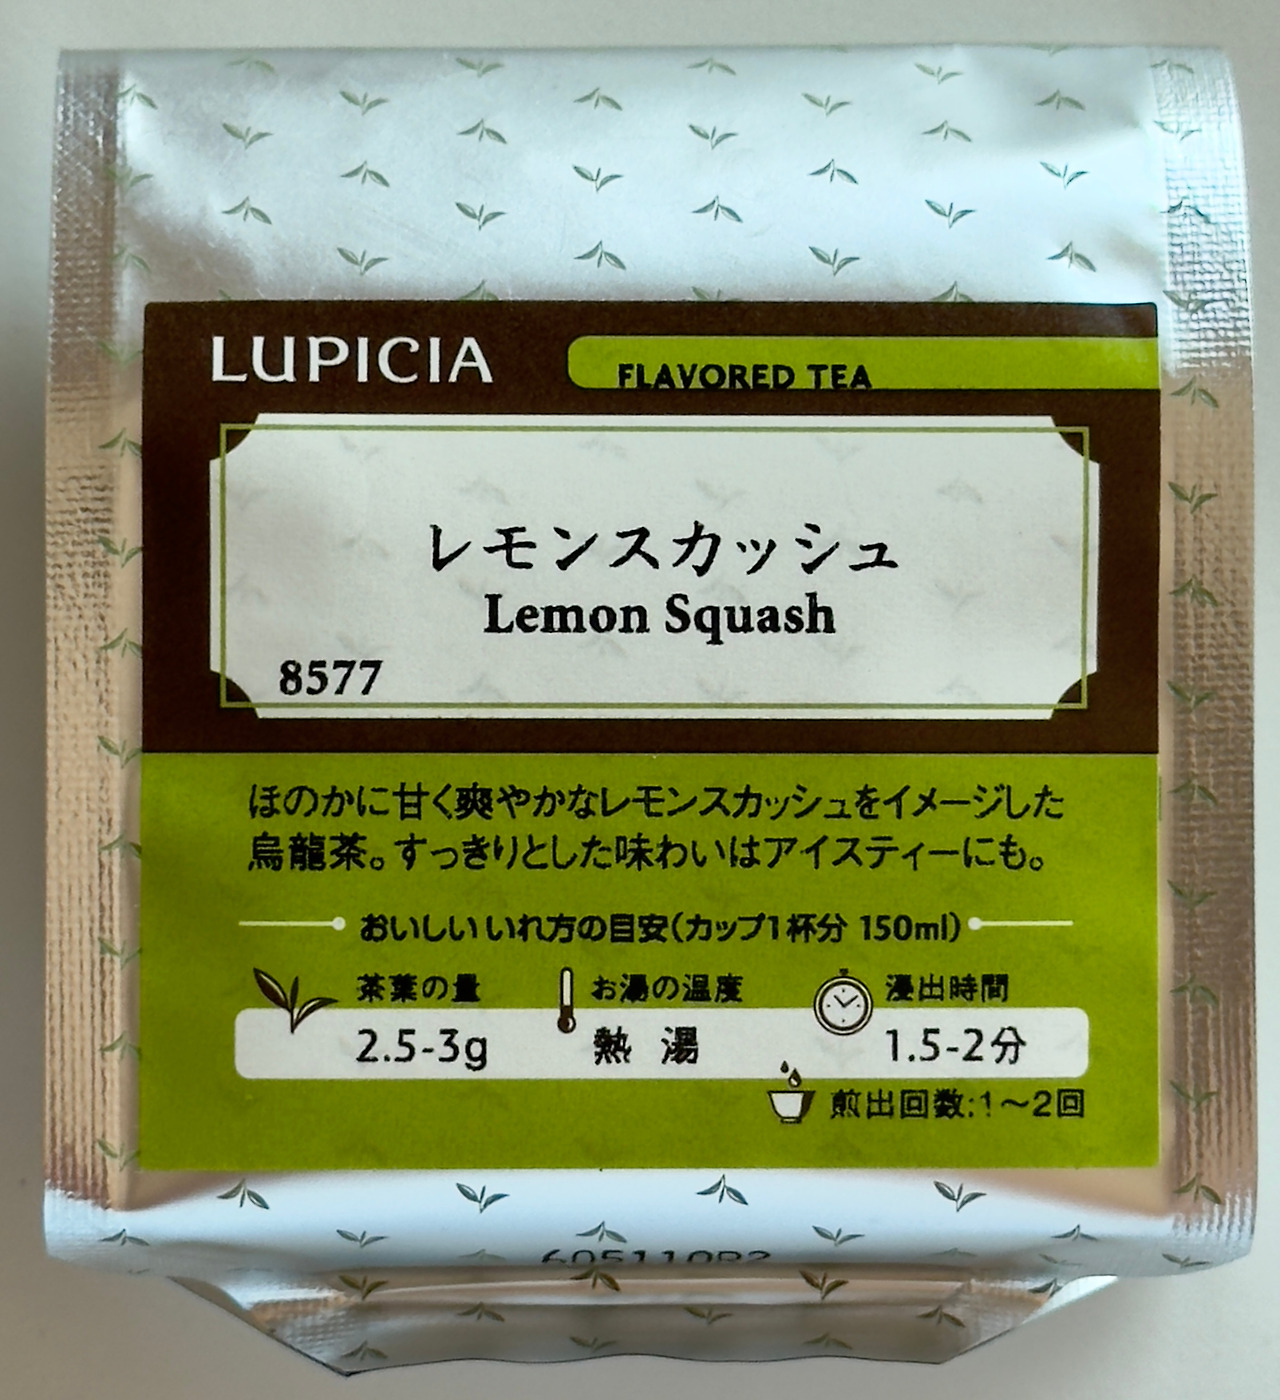 LUPICIA
FLAVORED TEA
レモンスカッシュ
Lemon Squash
8577
ほのかに甘く爽やかなレモンスカッシュをイメージした
烏龍茶。すっきりとした味わいはアイスティーにも。
おいしいいれ方の目安(カップ1杯分 150ml)
茶葉の量 お湯の温度 浸出時間
2.5-3g 熱湯 1.5-2分
煎出回数:1〜2回